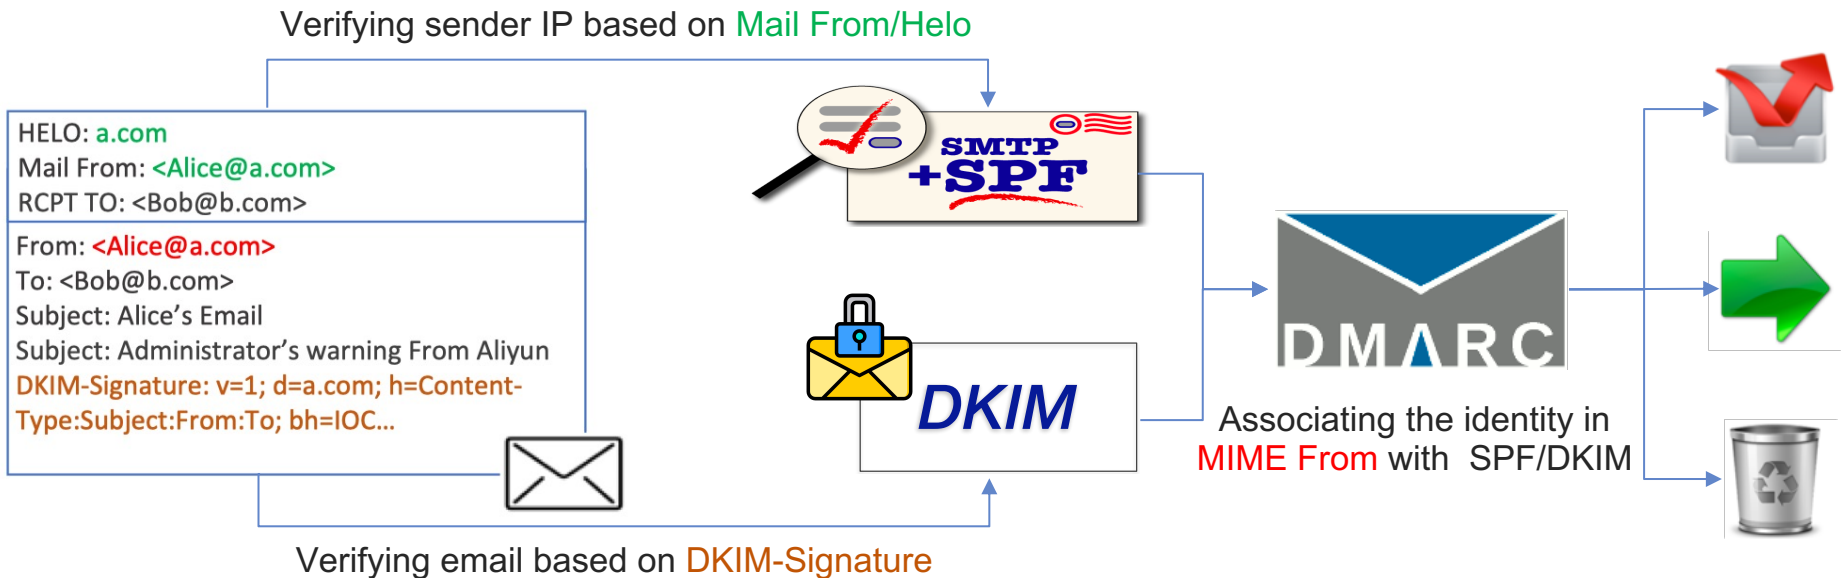 Verifying sender IP based on Mail From/Helo
HELO: a.com
Mail From: <Alice@a.com>
RCPT TO: <Bob@b.com>
From: <Alice@a.com>
To: <Bob@b.com>
Subject: Alice’s Email
Subject: Administrator’s warning From Aliyun
DKIM-Signature: v=1; d=a.com; h=Content-
Type:Subject:From:To; bh=IOC...
SMTP
+SPF
DKIM
DMARC
Associating the identity in
MIME From with SPF/DKIM
Verifying email based on DKIM-Signature